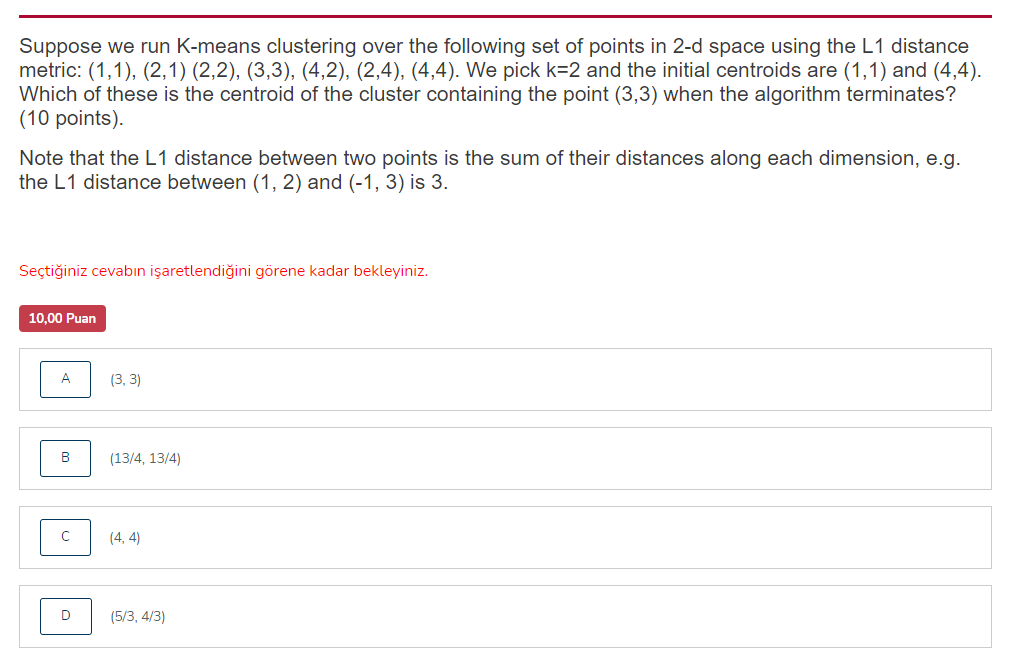 Suppose we run K-means clustering over the following set of points in 2-d space using the L1 distance
metric: (1,1), (2,1) (2,2), (3,3), (4,2), (2,4), (4,4). We pick k=2 and the initial centroids are (1,1) and (4,4).
Which of these is the centroid of the cluster containing the point (3,3) when the algorithm terminates?
(10 points).
Note that the L1 distance between two points is the sum of their distances along each dimension, e.g.
the L1 distance between (1, 2) and (-1, 3) is 3.
Seçtiğiniz cevabın işaretlendiğini görene kadar bekleyiniz.
10,00 Puan
A (3, 3)
B (13/4, 13/4)
C (4, 4)
D (5/3, 4/3)